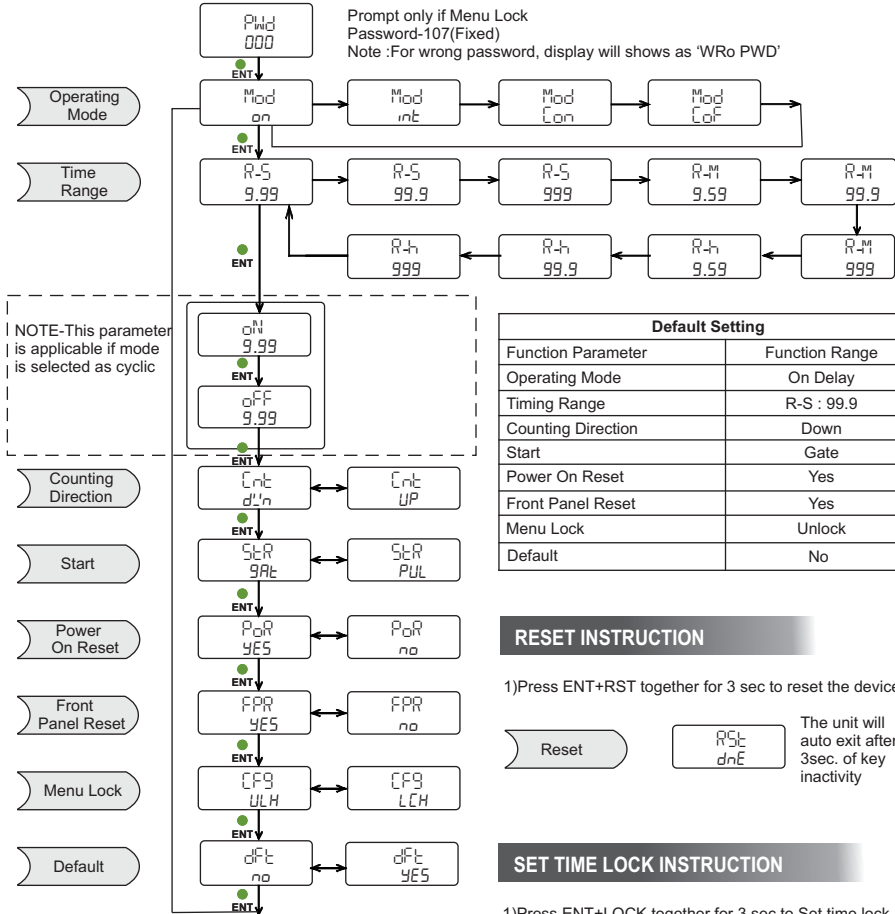 PWd
000
Prompt only if Menu Lock
Password-107(Fixed)
Note :For wrong password, display will shows as 'WRo PWD'
ENT
Operating
Mode
Mod
on
Mod
int
Mod
Con
Mod
CoF
ENT
Time
Range
R-S
9.99
R-S
99.9
R-S
999
R-M
9.59
R-M
99.9
ENT
R-h
999
R-h
99.9
R-h
9.59
R-M
999
NOTE-This parameter
is applicable if mode
is selected as cyclic
oN
9.99
ENT
oFF
9.99
ENT
Default Setting
Function Parameter Function Range
Operating Mode On Delay
Timing Range R-S : 99.9
Counting Direction Down
Start Gate
Power On Reset Yes
Front Panel Reset Yes
Menu Lock Unlock
Default No
Counting
Direction
Cnt
dWn
Cnt
UP
ENT
Start
StR
gAt
StR
PUL
ENT
Power
On Reset
PoR
YES
PoR
no
ENT
Front
Panel Reset
FPR
YES
FPR
no
ENT
Menu Lock
CFg
ULH
CFg
LCH
ENT
Default
dFt
no
dFt
YES
ENT
RESET INSTRUCTION
1)Press ENT+RST together for 3 sec to reset the device
Reset
RSt
dnE
The unit will
auto exit after
3sec. of key
inactivity
SET TIME LOCK INSTRUCTION
1)Press ENT+LOCK together for 3 sec to Set time lock